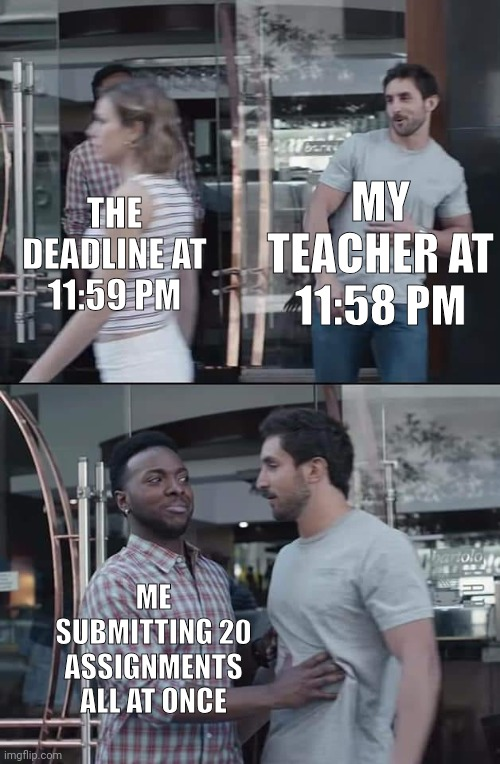 THE
DEADLINE AT
11:59 PM
MY
TEACHER AT
11:58 PM
ME
SUBMITTING 20
ASSIGNMENTS
ALL AT ONCE
imgflip.com